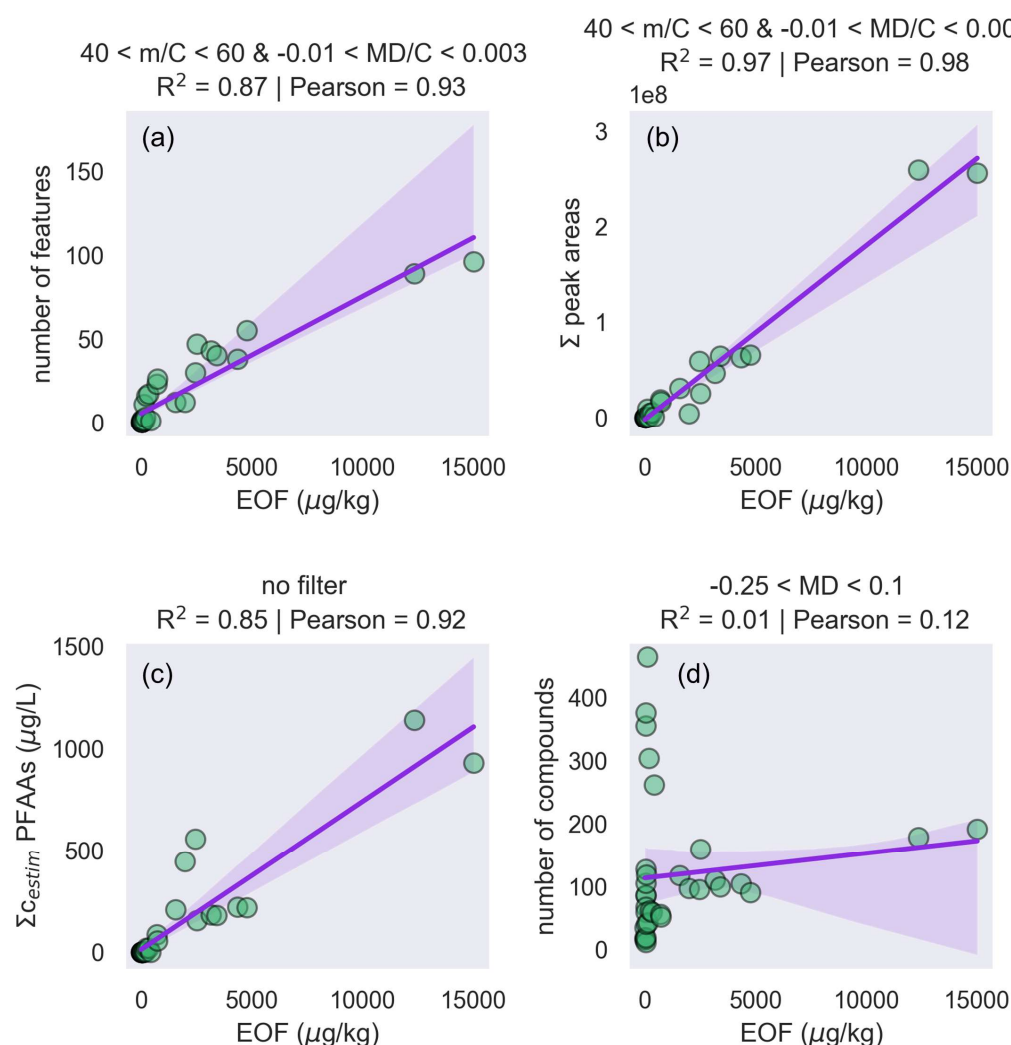 40 < m/C < 60 & -0.01 < MD/C < 0.003
R² = 0.87 | Pearson = 0.93
(a)
150
100
50
0
number of features
0 5000 10000 15000
EOF (μg/kg)
40 < m/C < 60 & -0.01 < MD/C < 0.00
R² = 0.97 | Pearson = 0.98
1e8
(b)
3
2
1
0
Σ peak areas
0 5000 10000 15000
EOF (μg/kg)
no filter
R² = 0.85 | Pearson = 0.92
(c)
1500
1000
500
0
Σc_estim PFAAs (μg/L)
0 5000 10000 15000
EOF (μg/kg)
-0.25 < MD < 0.1
R² = 0.01 | Pearson = 0.12
(d)
400
300
200
100
0
number of compounds
0 5000 10000 15000
EOF (μg/kg)